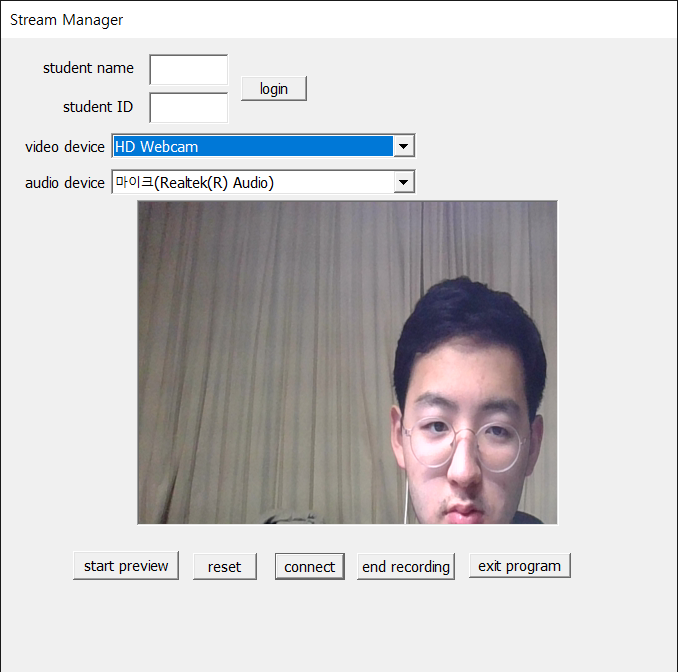 Stream Manager
student name
login
student ID
video device HD Webcam
audio device 마이크(Realtek(R) Audio)
start preview reset connect end recording exit program